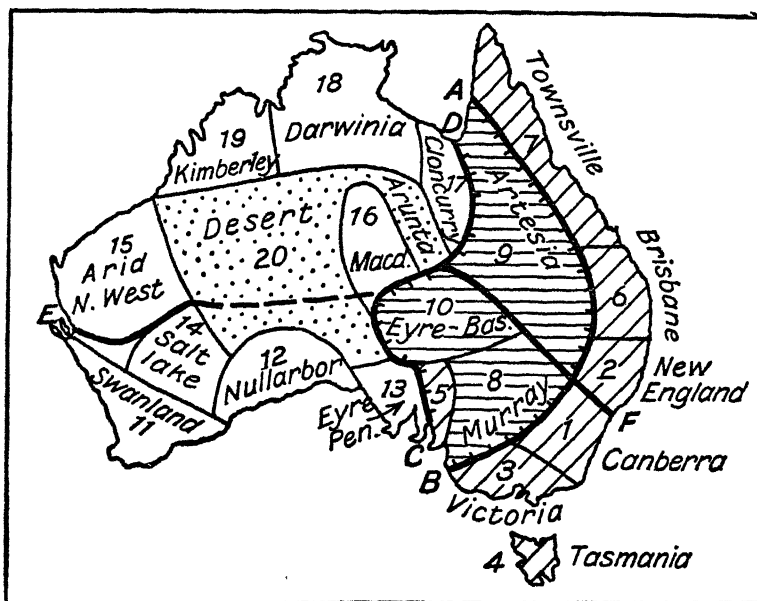 18
Darwinia
19
Kimberley
A
D
Townsville
7
Cloncurry
17
Artesia
9
Arunta
16
Macd.
Desert
20
15
Arid
N. West
E
14
Salt
lake
Swanland
11
12
Nullarbor
10
Eyre-Bas.
Brisbane
6
2
New
England
F
13
Eyre
Pen.
5
8
Murray
C
B
1
Canberra
3
Victoria
4
Tasmania